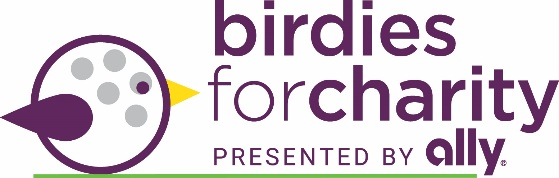 birdies
forcharity
PRESENTED BY ally®